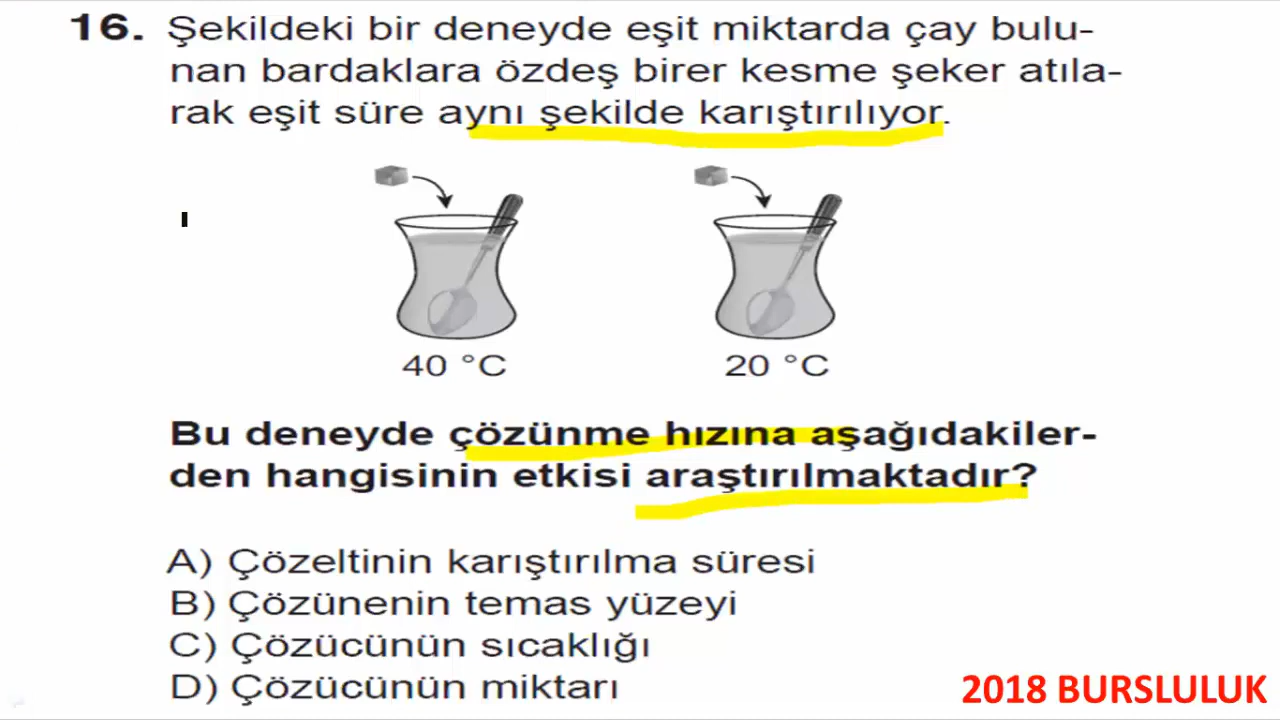 16. Şekildeki bir deneyde eşit miktarda çay bulu-
nan bardaklara özdeş birer kesme şeker atıla-
rak eşit süre aynı şekilde karıştırılıyor.
40 °C 20 °C
Bu deneyde çözünme hızına aşağıdakiler-
den hangisinin etkisi araştırılmaktadır?
A) Çözeltinin karıştırılma süresi
B) Çözünenin temas yüzeyi
C) Çözücünün sıcaklığı
D) Çözücünün miktarı
2018 BURSLULUK